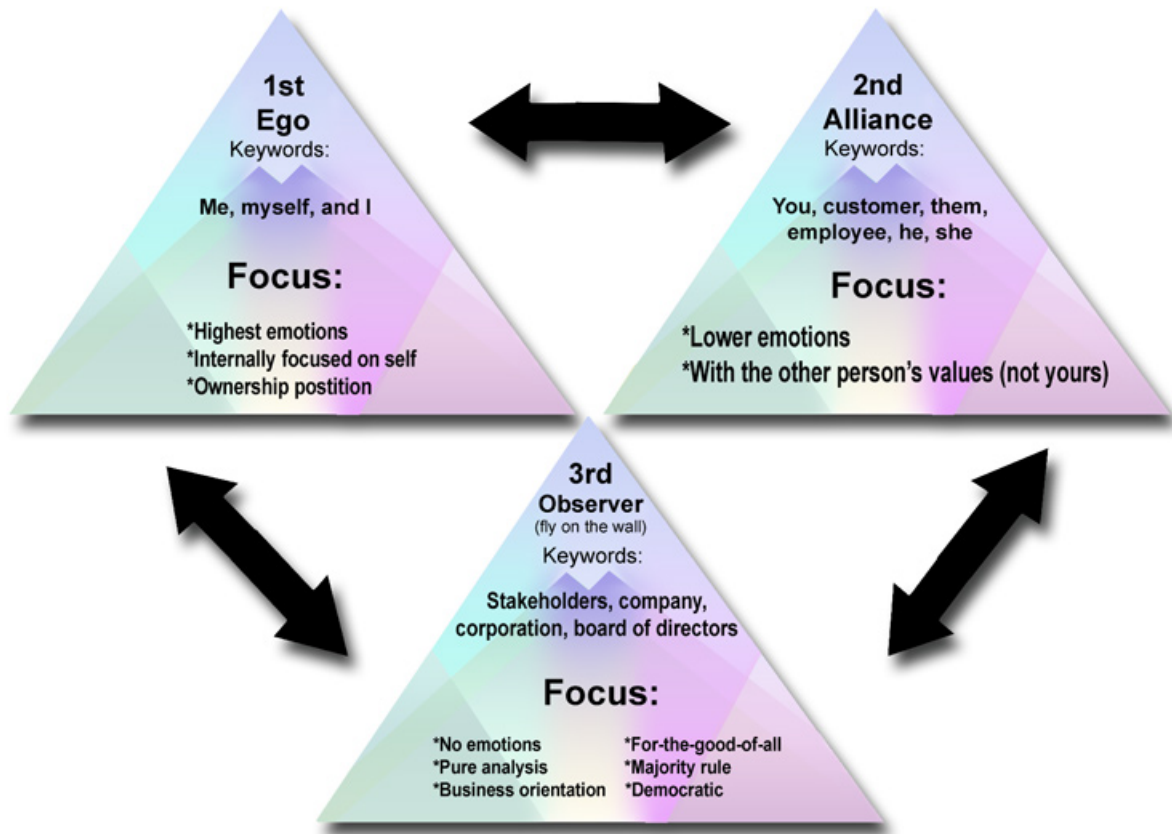 1st
Ego
Keywords:
Me, myself, and I
Focus:
*Highest emotions
*Internally focused on self
*Ownership postition
2nd
Alliance
Keywords:
You, customer, them,
employee, he, she
Focus:
*Lower emotions
*With the other person's values (not yours)
3rd
Observer
(fly on the wall)
Keywords:
Stakeholders, company,
corporation, board of directors
Focus:
*No emotions
*Pure analysis
*Business orientation
*For-the-good-of-all
*Majority rule
*Democratic